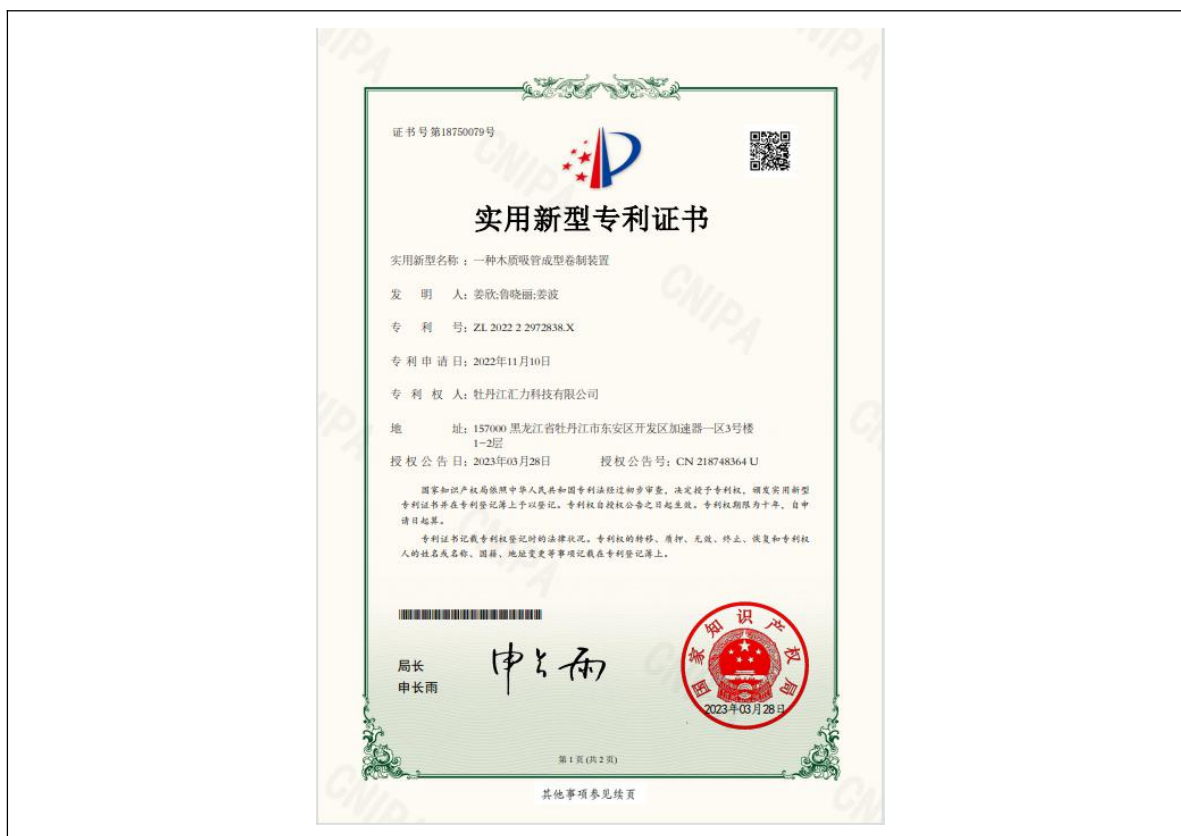 证书号第18750079号
实用新型专利证书
实用新型名称：一种木质吸管成型卷制装置
发 明 人：姜欣;鲁晓丽;姜波
专 利 号：ZL 2022 2 2972838.X
专利申请日：2022年11月10日
专 利 权 人：牡丹江汇力科技有限公司
地 址：157000 黑龙江省牡丹江市东安区开发区加速器一区3号楼
1-2层
授权公告日：2023年03月28日 授权公告号：CN 218748364 U
国家知识产权局依照中华人民共和国专利法经过初步审查，决定授予专利权，颁发实用新型
专利证书并在专利登记簿上予以登记。专利权自授权公告之日起生效。专利权期限为十年，自申
请日起算。
专利证书记载专利权登记时的法律状况。专利权的转移、质押、无效、终止、恢复和专利权
人的姓名或名称、国籍、地址变更等事项记载在专利登记簿上。
局长
申长雨
申长雨
国家知识产权局
2023年03月28日
第 1 页 (共 2 页)
其他事项参见续页
CNIPA